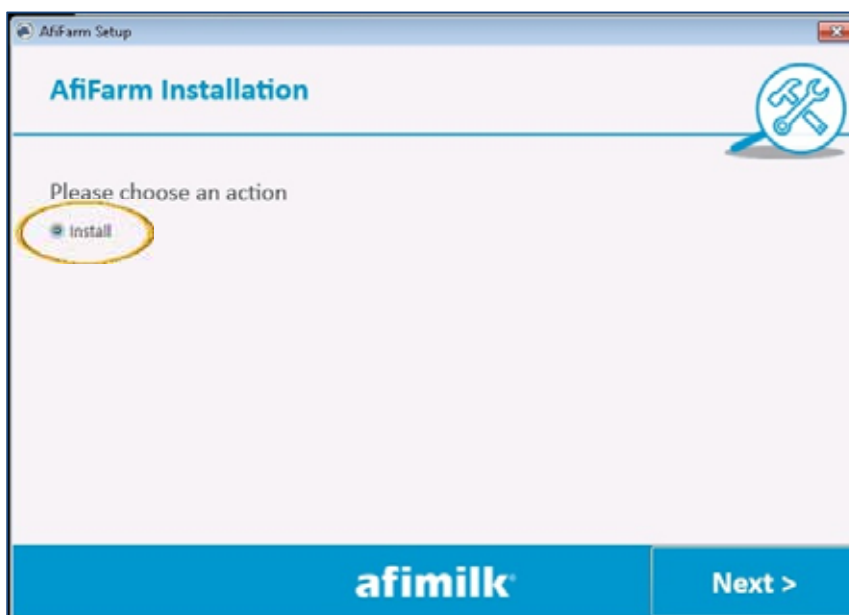 AfiFarm Setup
AfiFarm Installation
Please choose an action
Install
afimilk
Next >